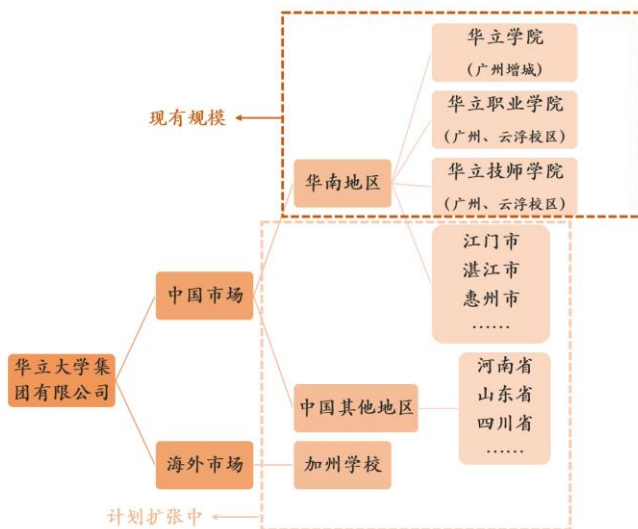 华立学院
(广州增城)
现有规模
华立职业学院
(广州、云浮校区)
华南地区
华立技师学院
(广州、云浮校区)
江门市
湛江市
惠州市
……
中国市场
华立大学集
团有限公司
中国其他地区
河南省
山东省
四川省
……
海外市场
加州学校
计划扩张中